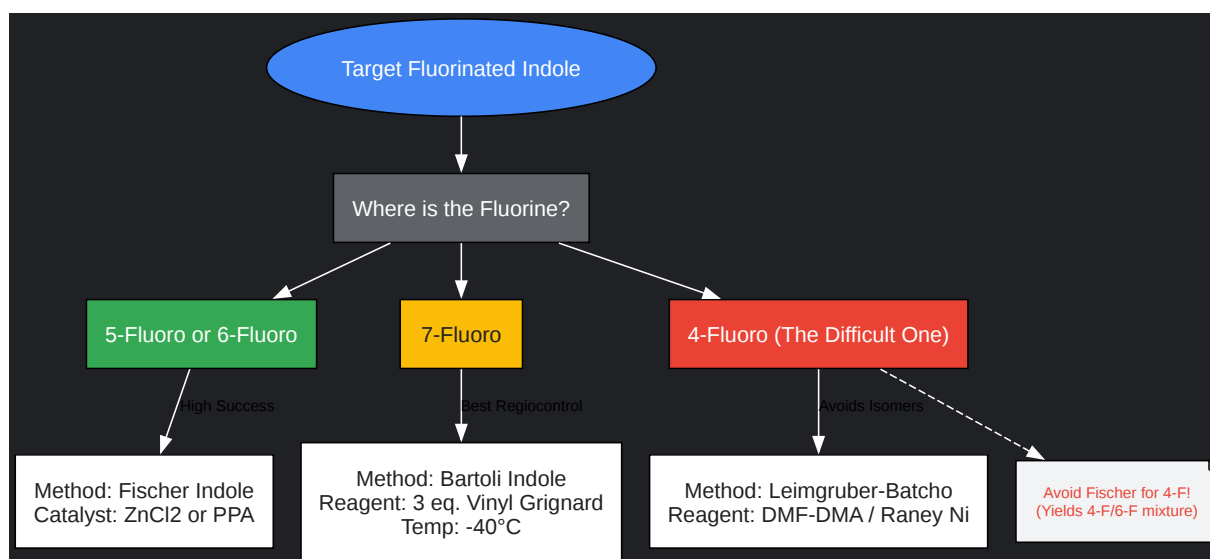 Target Fluorinated Indole
Where is the Fluorine?
5-Fluoro or 6-Fluoro
7-Fluoro
4-Fluoro (The Difficult One)
High Success
Best Regiocontrol
Avoids Isomers
Method: Fischer Indole
Catalyst: ZnCl2 or PPA
Method: Bartoli Indole
Reagent: 3 eq. Vinyl Grignard
Temp: -40°C
Method: Leimgruber-Batcho
Reagent: DMF-DMA / Raney Ni
Avoid Fischer for 4-F!
(Yields 4-F/6-F mixture)